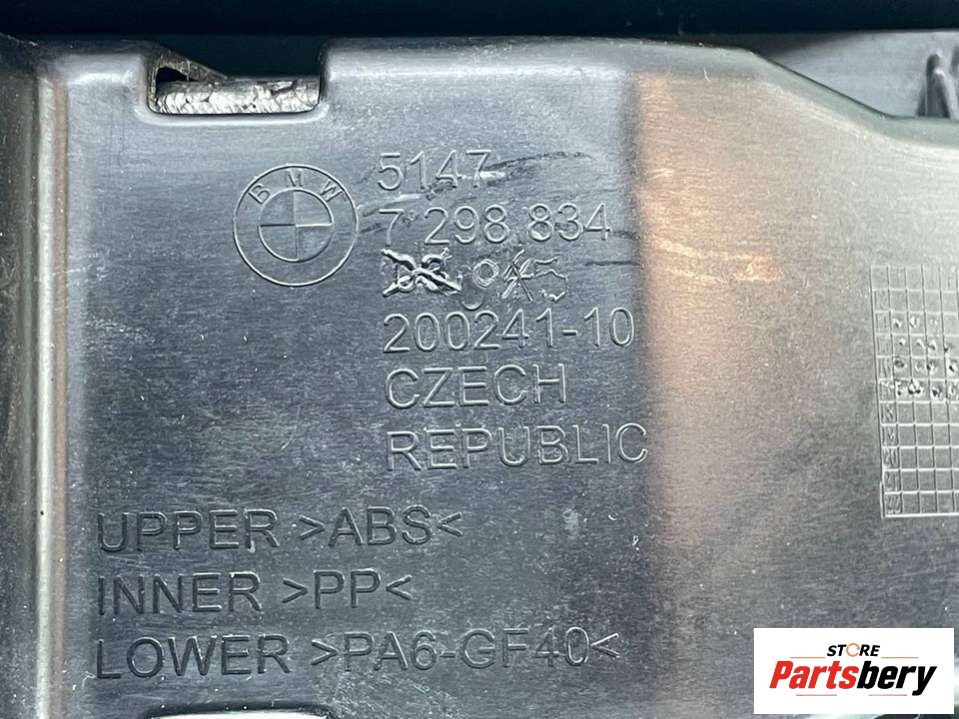 BMW
5147
7 298 834
200241-10
CZECH
REPUBLIC
UPPER >ABS<
INNER >PP<
LOWER >PA6-GF40<
STORE
Partsbery